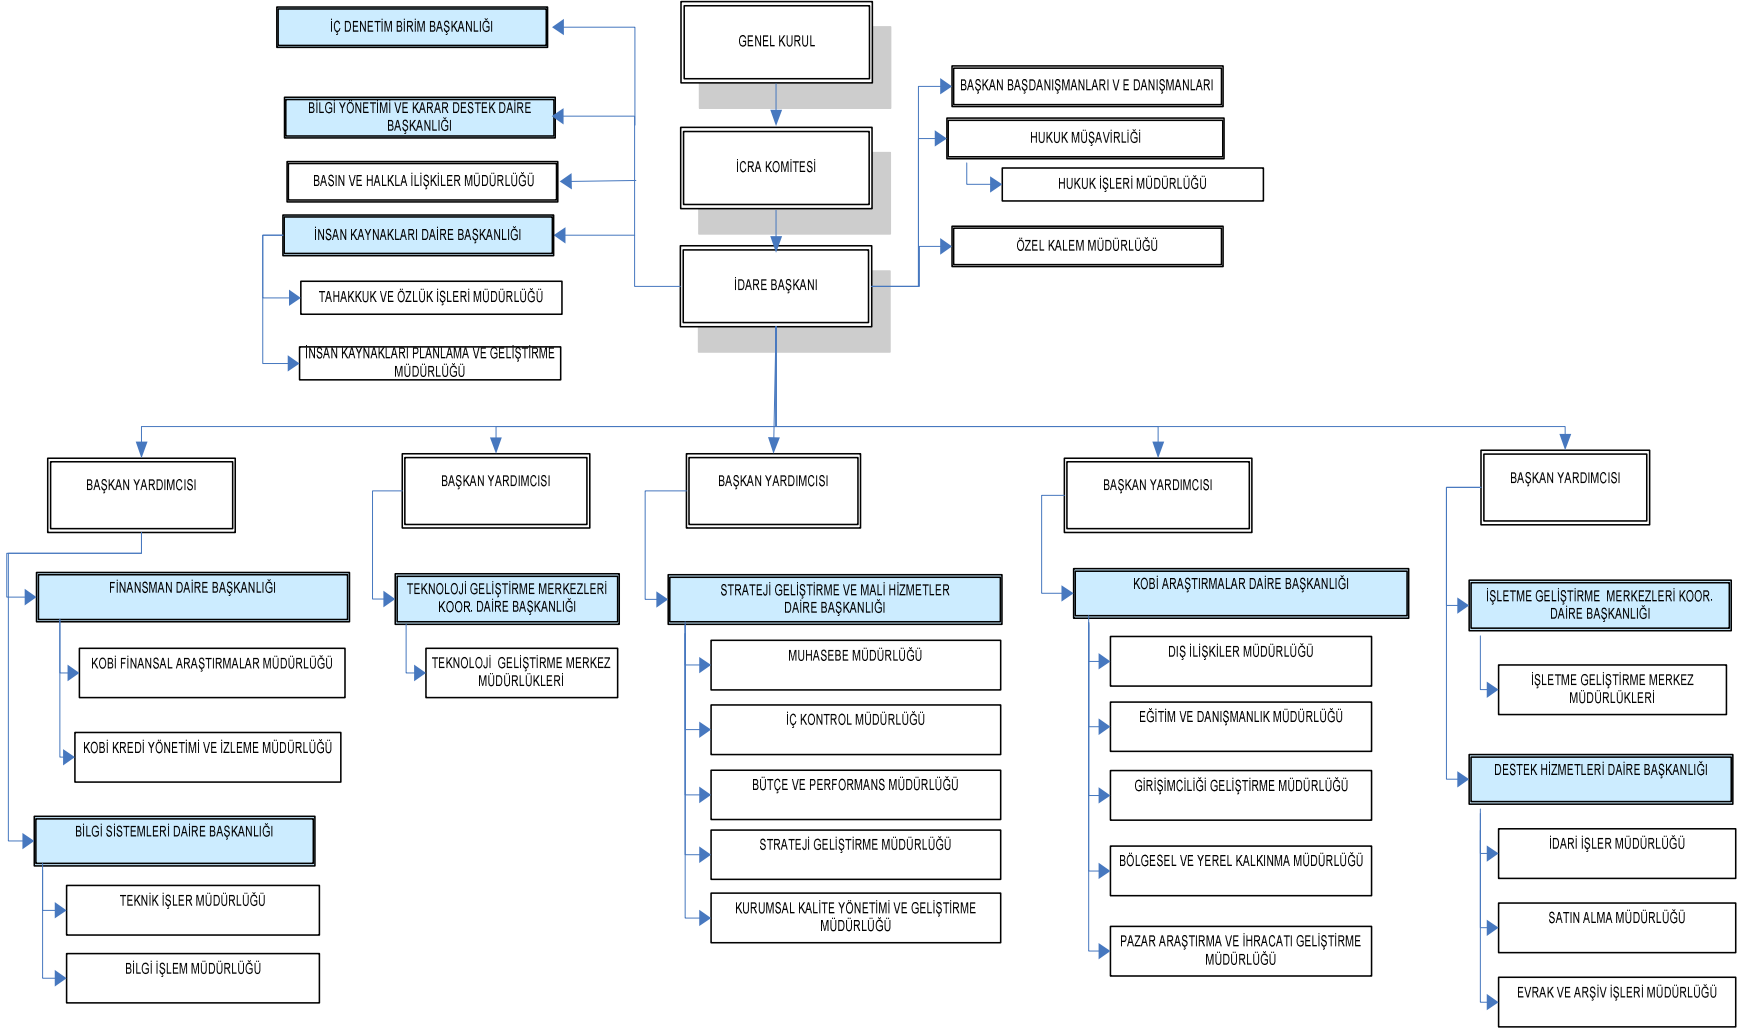 GENEL KURUL
İCRA KOMİTESİ
İDARE BAŞKANI
İÇ DENETİM BİRİM BAŞKANLIĞI
BİLGİ YÖNETİMİ VE KARAR DESTEK DAİRE
BAŞKANLIĞI
BASIN VE HALKLA İLİŞKİLER MÜDÜRLÜĞÜ
İNSAN KAYNAKLARI DAİRE BAŞKANLIĞI
TAHAKKUK VE ÖZLÜK İŞLERİ MÜDÜRLÜĞÜ
İNSAN KAYNAKLARI PLANLAMA VE GELİŞTİRME
MÜDÜRLÜĞÜ
BAŞKAN BAŞDANIŞMANLARI V E DANIŞMANLARI
HUKUK MÜŞAVİRLİĞİ
HUKUK İŞLERİ MÜDÜRLÜĞÜ
ÖZEL KALEM MÜDÜRLÜĞÜ
BAŞKAN YARDIMCISI
FİNANSMAN DAİRE BAŞKANLIĞI
KOBİ FİNANSAL ARAŞTIRMALAR MÜDÜRLÜĞÜ
KOBİ KREDİ YÖNETİMİ VE İZLEME MÜDÜRLÜĞÜ
BİLGİ SİSTEMLERİ DAİRE BAŞKANLIĞI
TEKNİK İŞLER MÜDÜRLÜĞÜ
BİLGİ İŞLEM MÜDÜRLÜĞÜ
BAŞKAN YARDIMCISI
TEKNOLOJİ GELİŞTİRME MERKEZLERİ
KOOR. DAİRE BAŞKANLIĞI
TEKNOLOJİ GELİŞTİRME MERKEZ
MÜDÜRLÜKLERİ
BAŞKAN YARDIMCISI
STRATEJİ GELİŞTİRME VE MALİ HİZMETLER
DAİRE BAŞKANLIĞI
MUHASEBE MÜDÜRLÜĞÜ
İÇ KONTROL MÜDÜRLÜĞÜ
BÜTÇE VE PERFORMANS MÜDÜRLÜĞÜ
STRATEJİ GELİŞTİRME MÜDÜRLÜĞÜ
KURUMSAL KALİTE YÖNETİMİ VE GELİŞTİRME
MÜDÜRLÜĞÜ
BAŞKAN YARDIMCISI
KOBİ ARAŞTIRMALAR DAİRE BAŞKANLIĞI
DIŞ İLİŞKİLER MÜDÜRLÜĞÜ
EĞİTİM VE DANIŞMANLIK MÜDÜRLÜĞÜ
GİRİŞİMCİLİĞİ GELİŞTİRME MÜDÜRLÜĞÜ
BÖLGESEL VE YEREL KALKINMA MÜDÜRLÜĞÜ
PAZAR ARAŞTIRMA VE İHRACATI GELİŞTİRME
MÜDÜRLÜĞÜ
BAŞKAN YARDIMCISI
İŞLETME GELİŞTİRME MERKEZLERİ KOOR.
DAİRE BAŞKANLIĞI
İŞLETME GELİŞTİRME MERKEZ
MÜDÜRLÜKLERİ
DESTEK HİZMETLERİ DAİRE BAŞKANLIĞI
İDARİ İŞLER MÜDÜRLÜĞÜ
SATIN ALMA MÜDÜRLÜĞÜ
EVRAK VE ARŞİV İŞLERİ MÜDÜRLÜĞÜ